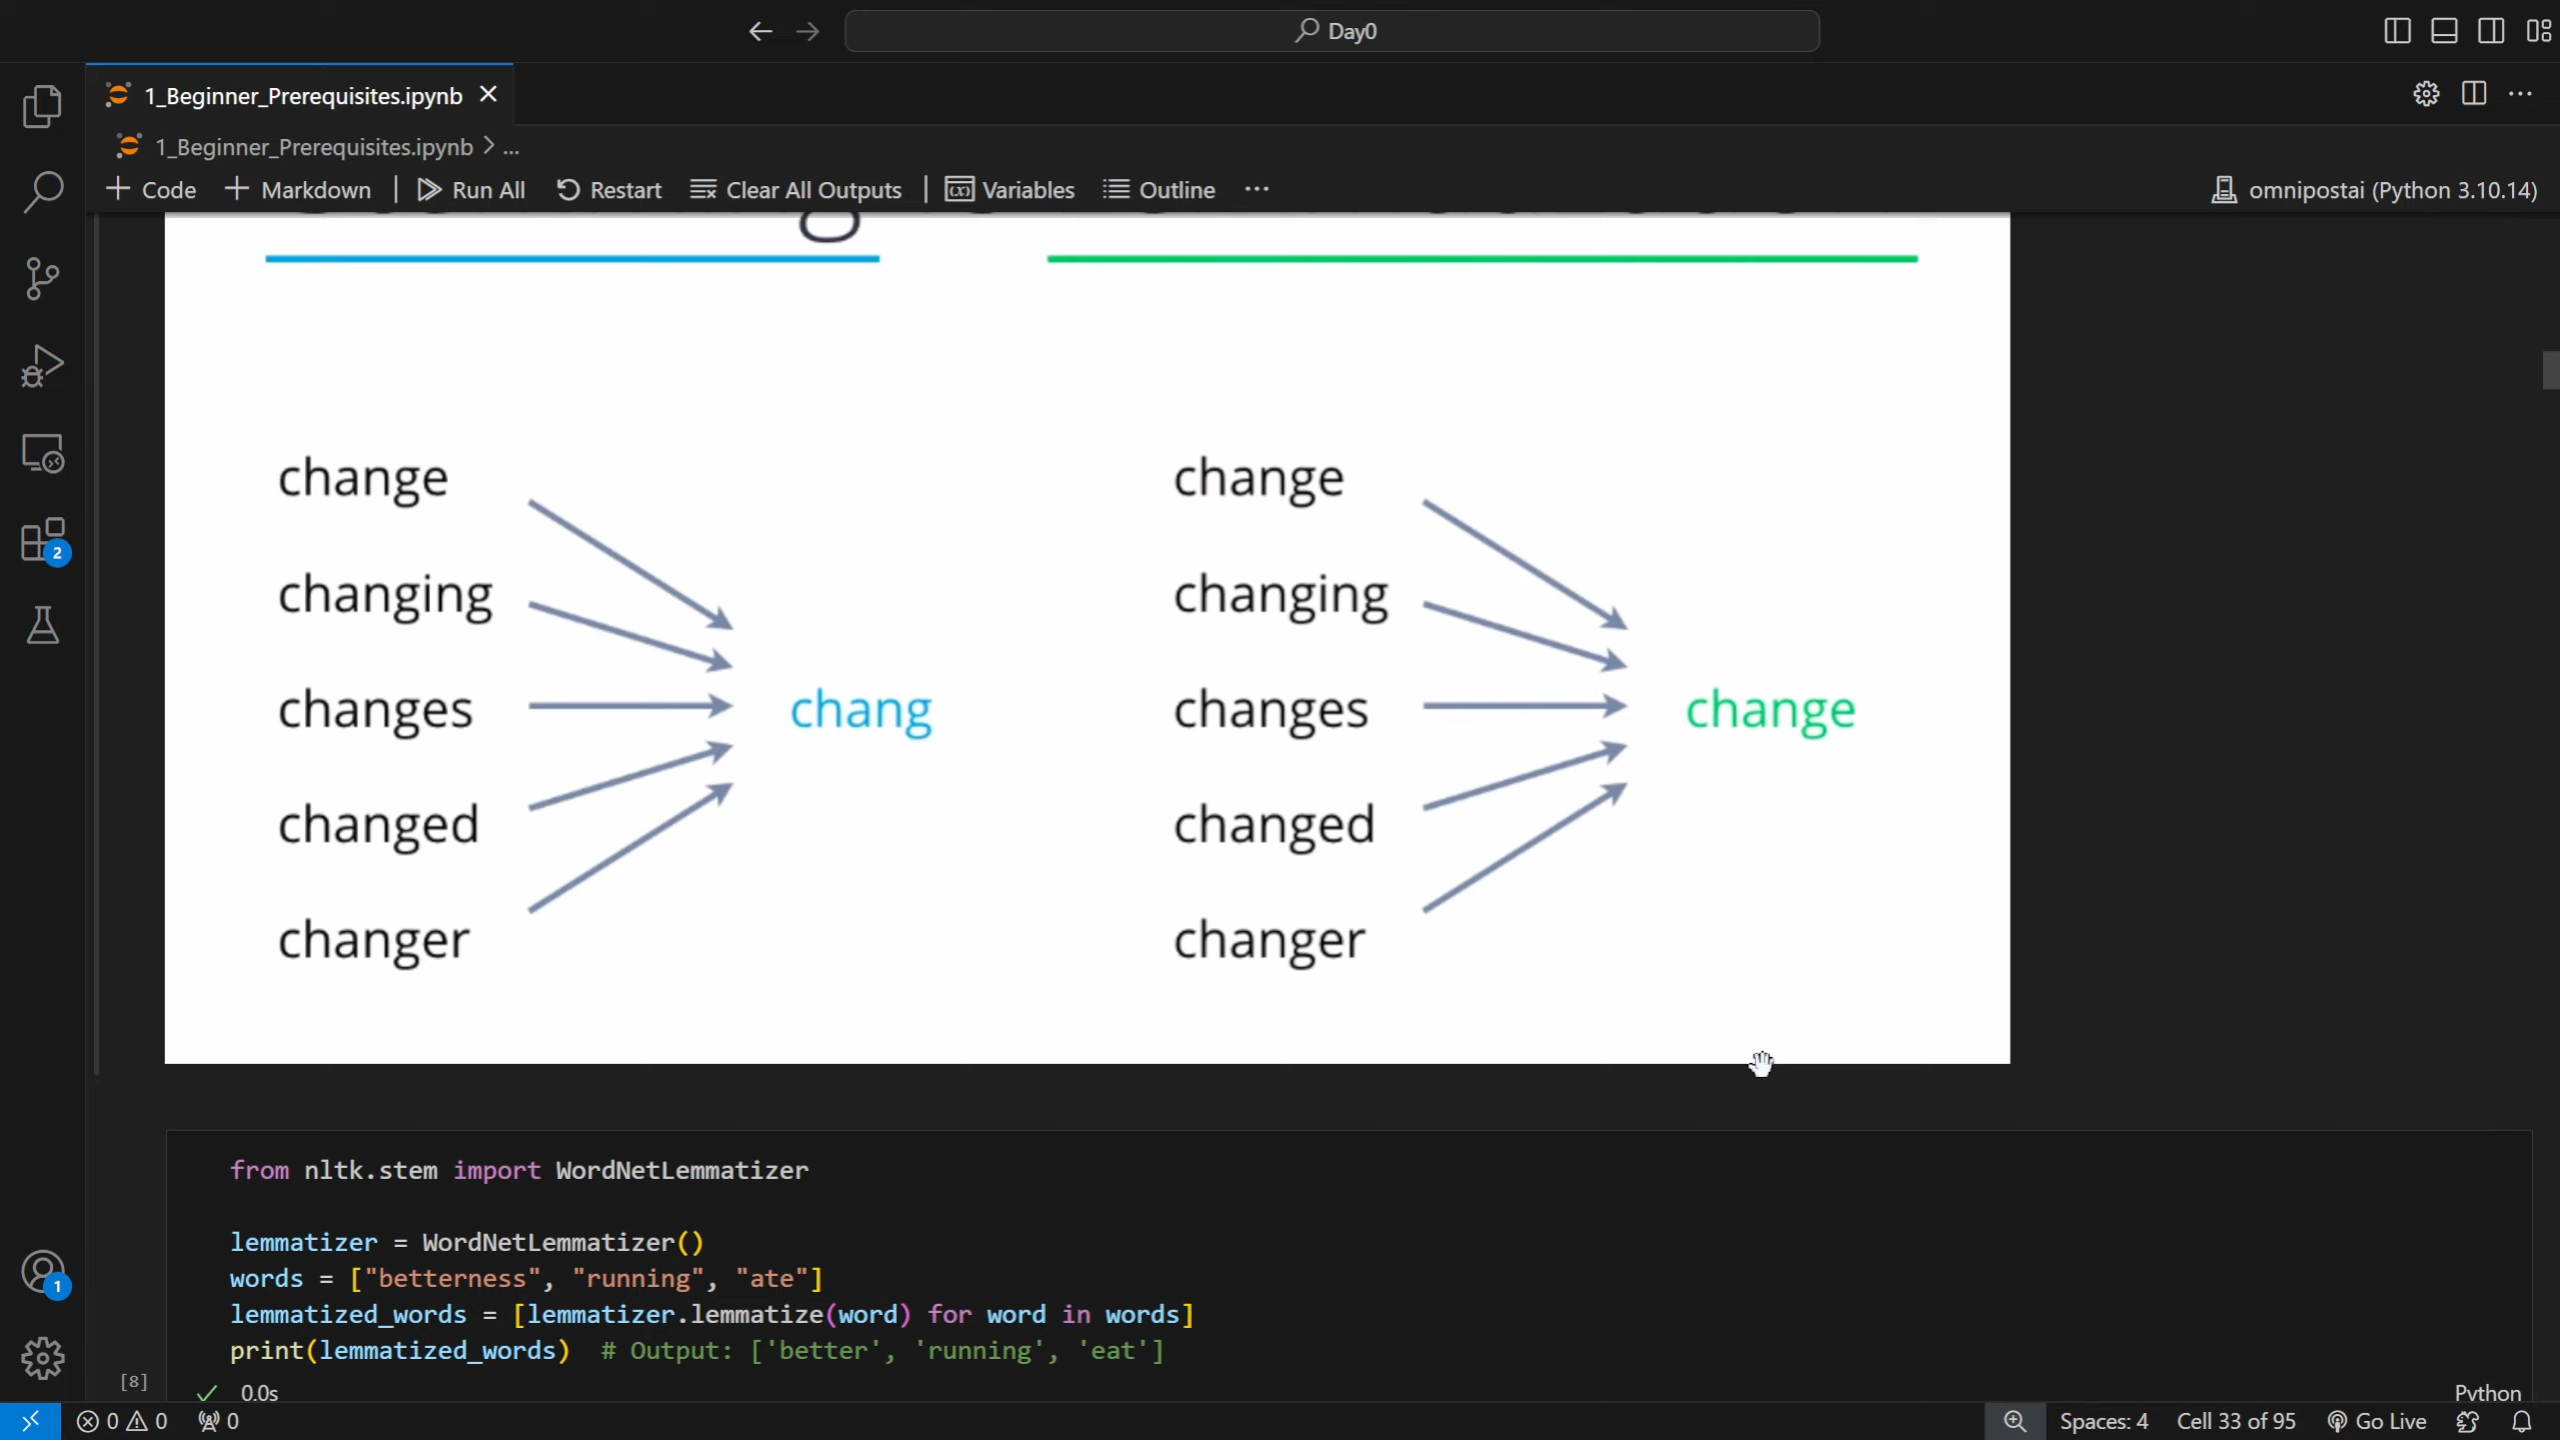 Day0
1_Beginner_Prerequisites.ipynb
1_Beginner_Prerequisites.ipynb > ...
Code Markdown Run All Restart Clear All Outputs Variables Outline ... omnipostai (Python 3.10.14)
change change
changing changing
changes chang changes change
changed changed
changer changer
2
from nltk.stem import WordNetLemmatizer
lemmatizer = WordNetLemmatizer()
words = ["betterness", "running", "ate"]
lemmatized_words = [lemmatizer.lemmatize(word) for word in words]
print(lemmatized_words) # Output: ['better', 'running', 'eat']
1
[8] 0.0s Python
0 0 0 Spaces: 4 Cell 33 of 95 Go Live